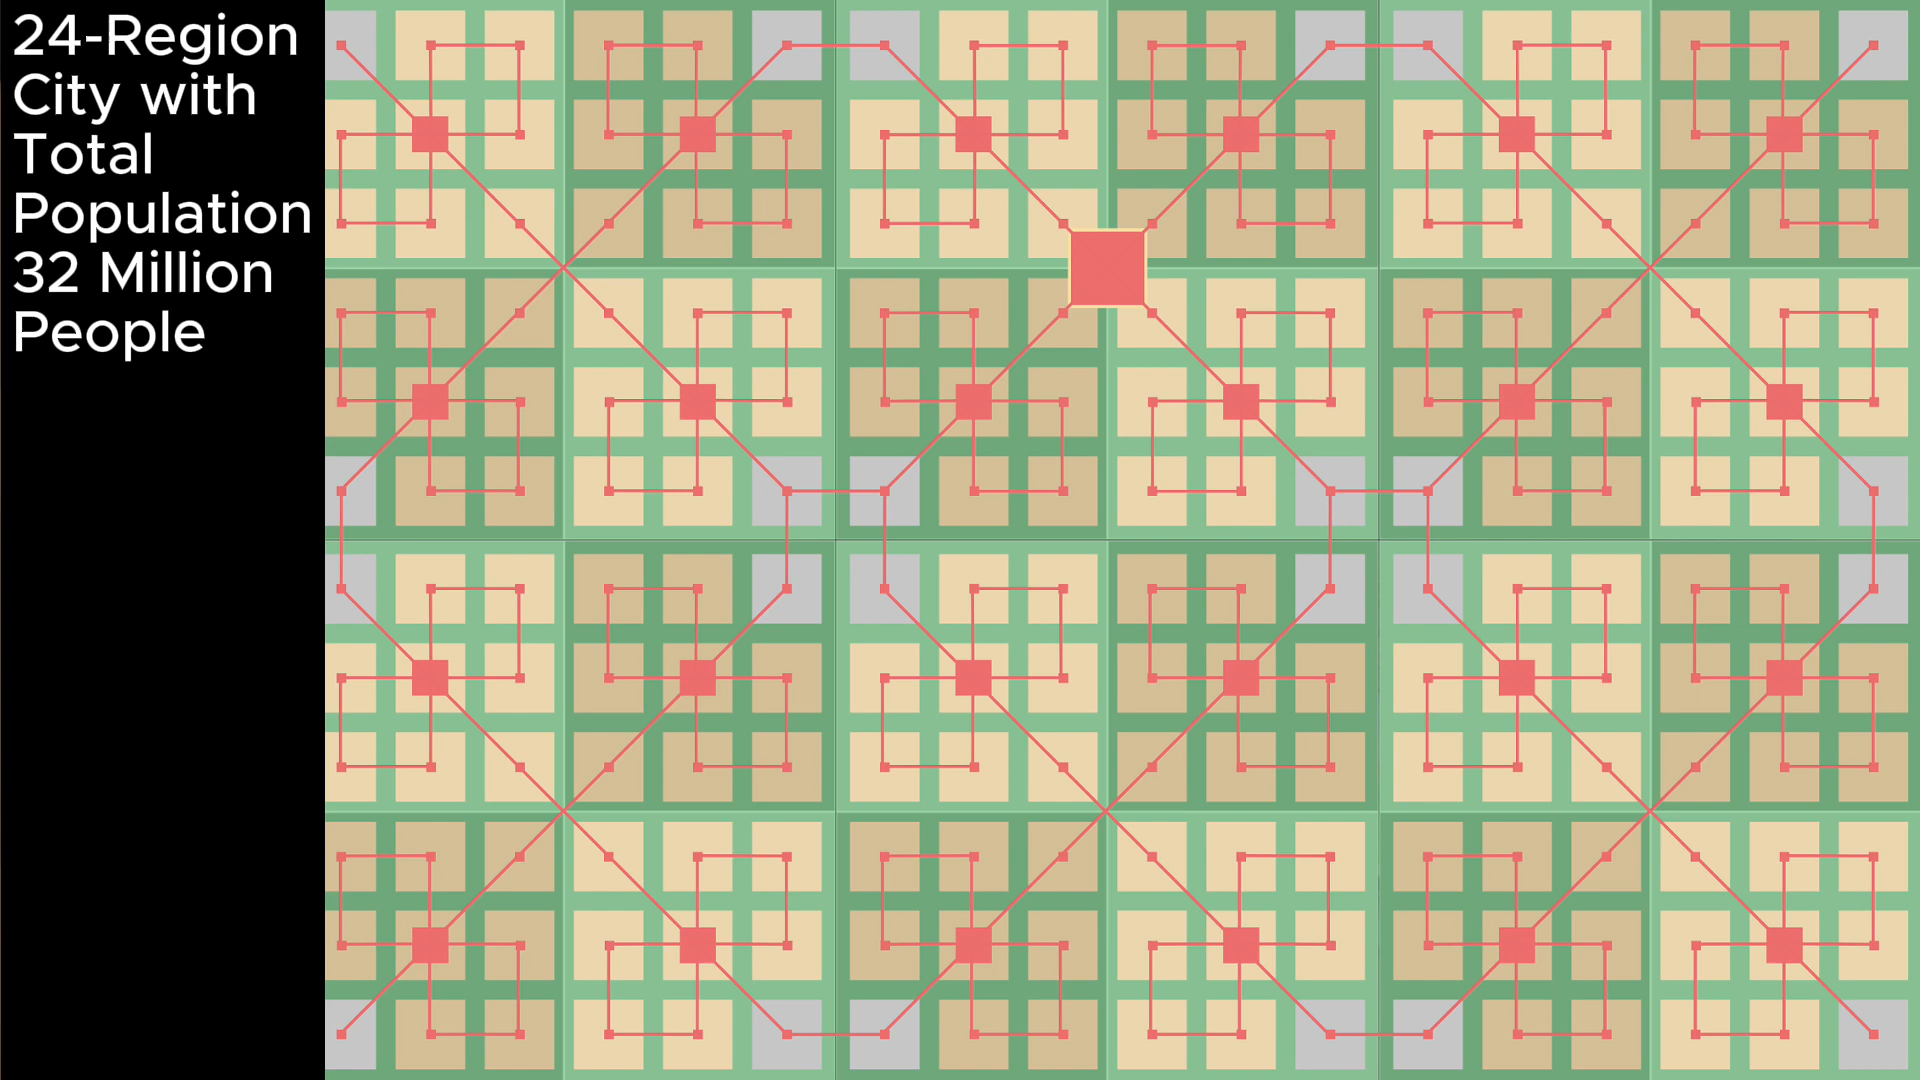 24-Region
City with
Total
Population
32 Million
People